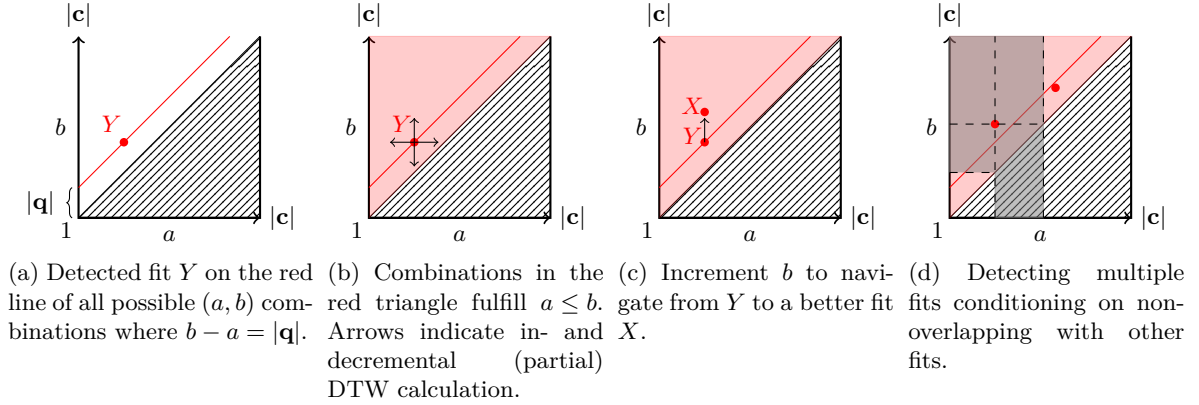 |c|
b
Y
|q|
1
a
|c|
|c|
b
Y
1
a
|c|
|c|
b
X
Y
1
a
|c|
|c|
b
1
a
|c|
(a) Detected fit Y on the red
line of all possible (a, b) com-
binations where b − a = |q|.
(b) Combinations in the
red triangle fulfill a ≤ b.
Arrows indicate in- and
decremental (partial)
DTW calculation.
(c) Increment b to navi-
gate from Y to a better fit
X.
(d) Detecting multiple
fits conditioning on non-
overlapping with other
fits.